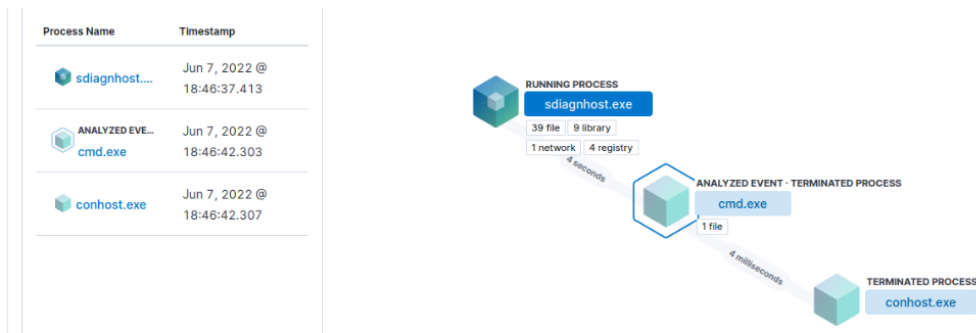 Process Name Timestamp
sdiagnhost....
Jun 7, 2022 @
18:46:37.413
ANALYZED EVE...
cmd.exe
Jun 7, 2022 @
18:46:42.303
conhost.exe
Jun 7, 2022 @
18:46:42.307
RUNNING PROCESS
sdiagnhost.exe
39 file 9 library
1 network 4 registry
4 seconds
ANALYZED EVENT · TERMINATED PROCESS
cmd.exe
1 file
4 milliseconds
TERMINATED PROCESS
conhost.exe